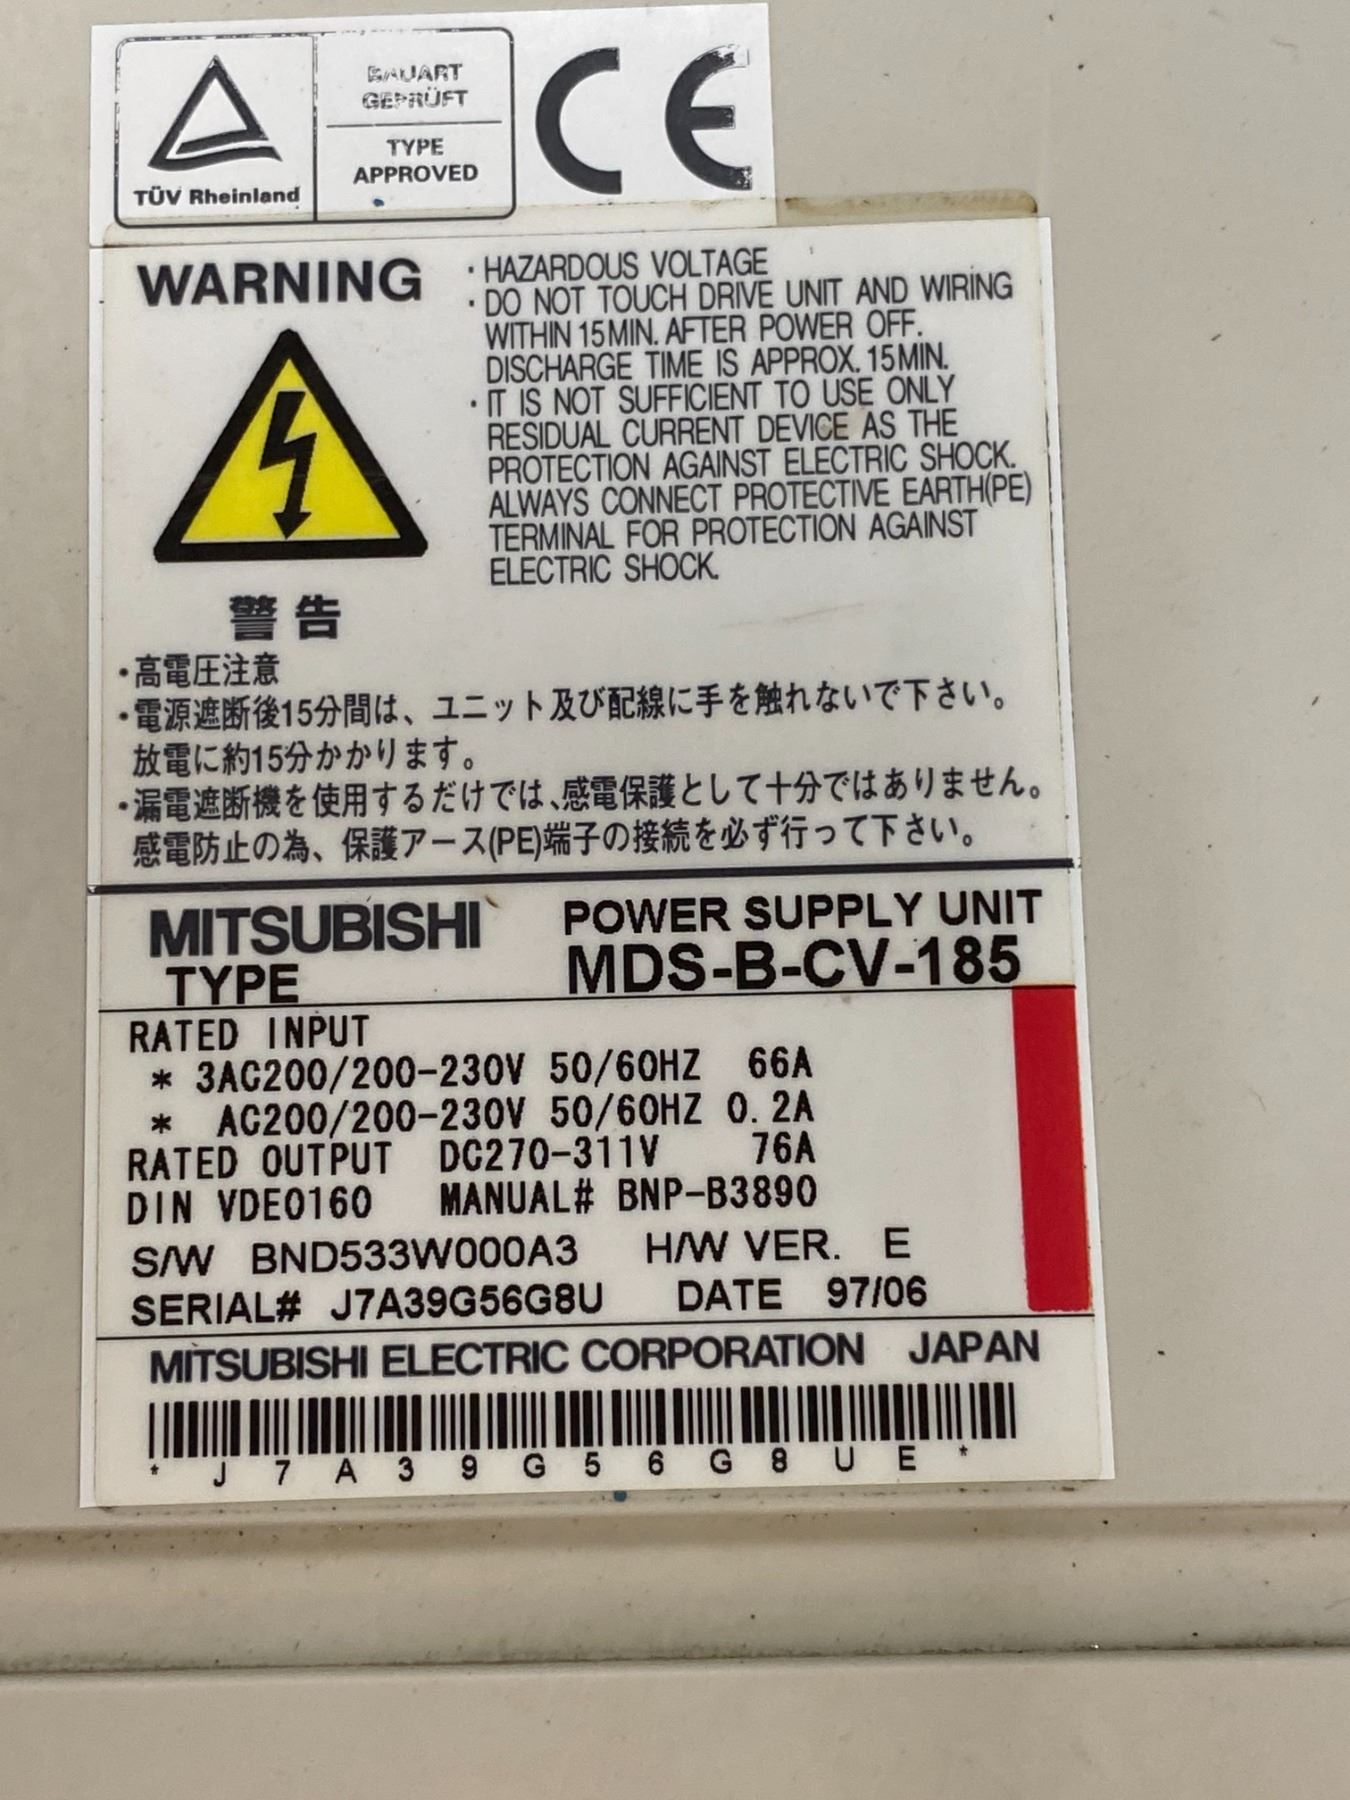 BAUART
GEPRÜFT
TYPE
APPROVED
TÜV Rheinland
CE
WARNING
・HAZARDOUS VOLTAGE
・DO NOT TOUCH DRIVE UNIT AND WIRING
WITHIN 15MIN. AFTER POWER OFF.
DISCHARGE TIME IS APPROX. 15MIN.
・IT IS NOT SUFFICIENT TO USE ONLY
RESIDUAL CURRENT DEVICE AS THE
PROTECTION AGAINST ELECTRIC SHOCK.
ALWAYS CONNECT PROTECTIVE EARTH(PE)
TERMINAL FOR PROTECTION AGAINST
ELECTRIC SHOCK.
警告
・高電圧注意
・電源遮断後15分間は、ユニット及び配線に手を触れないで下さい。
放電に約15分かかります。
・漏電遮断機を使用するだけでは、感電保護として十分ではありません。
感電防止の為、保護アース(PE)端子の接続を必ず行って下さい。
MITSUBISHI POWER SUPPLY UNIT
TYPE MDS-B-CV-185
RATED INPUT
* 3AC200/200-230V 50/60HZ 66A
* AC200/200-230V 50/60HZ 0.2A
RATED OUTPUT DC270-311V 76A
DIN VDE0160 MANUAL# BNP-B3890
S/W BND533W000A3 H/W VER. E
SERIAL# J7A39G56G8U DATE 97/06
MITSUBISHI ELECTRIC CORPORATION JAPAN
* J 7 A 3 9 G 5 6 G 8 U E *